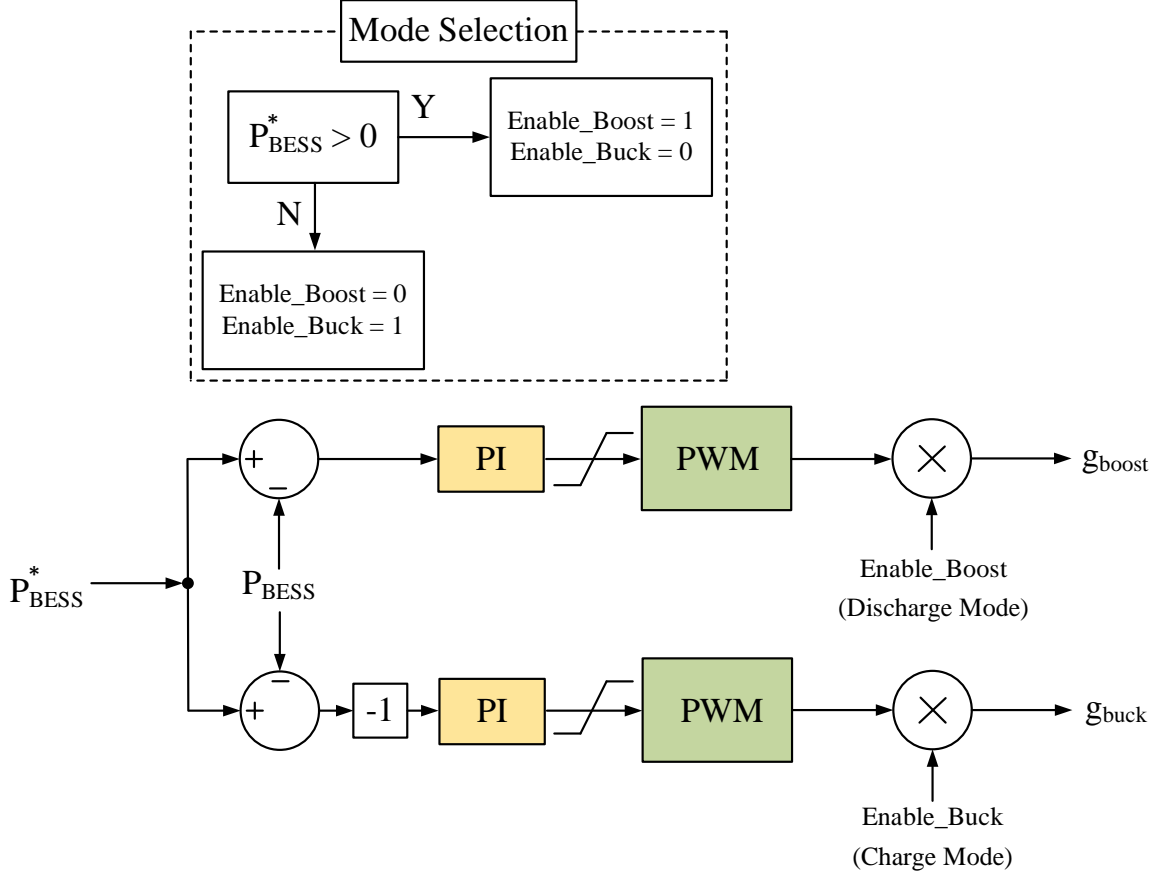 Mode Selection
P*BESS > 0
Y
Enable_Boost = 1
Enable_Buck = 0
N
Enable_Boost = 0
Enable_Buck = 1
+
−
PI
PWM
gboost
Enable_Boost
(Discharge Mode)
P*BESS
PBESS
−
+
-1
PI
PWM
gbuck
Enable_Buck
(Charge Mode)